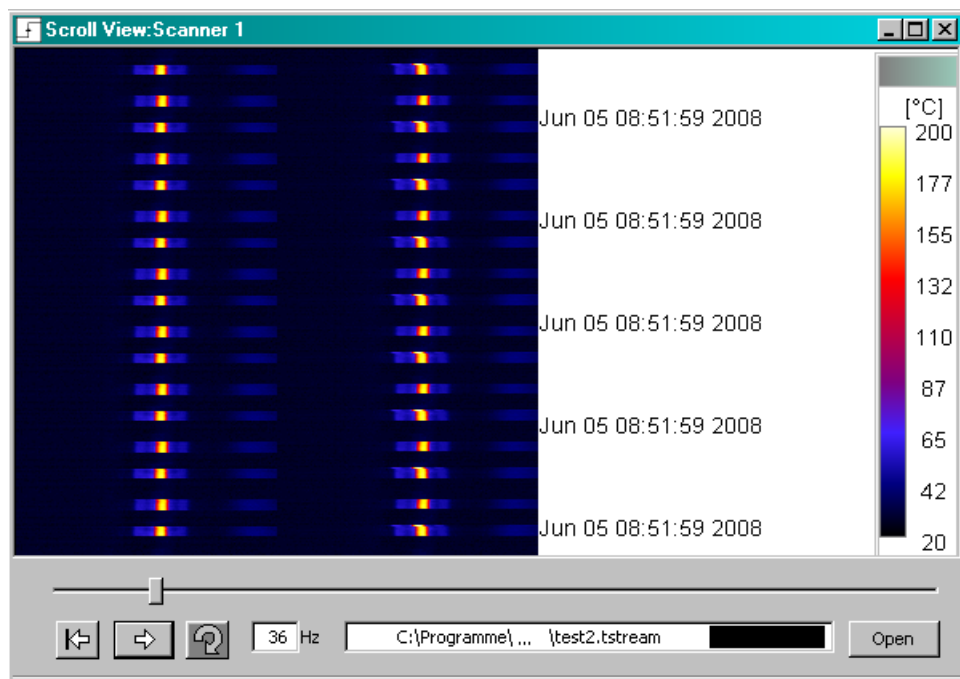 Scroll View:Scanner 1
[°C]
200
Jun 05 08:51:59 2008
177
Jun 05 08:51:59 2008
155
132
Jun 05 08:51:59 2008
110
87
Jun 05 08:51:59 2008
65
42
Jun 05 08:51:59 2008
20
36 Hz C:\Programme\ ... \test2.tstream Open